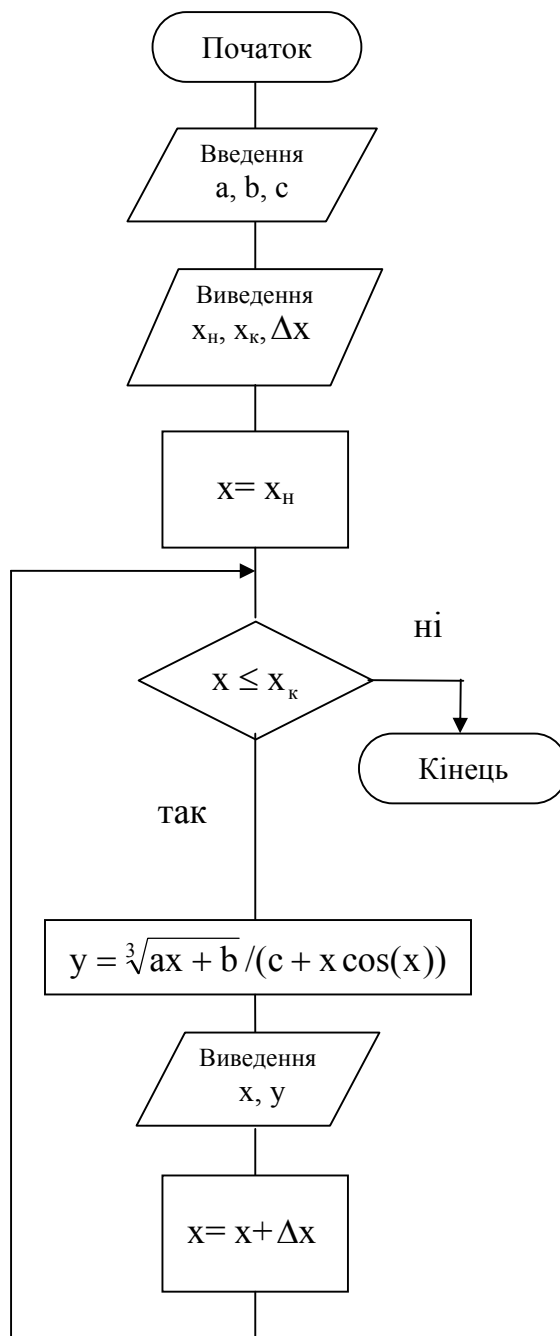 Початок
Введення
a, b, c
Виведення
xн, xк, Δx
x= xн
x ≤ xк
ні
Кінець
так
y = ∛(ax + b) /(c + x cos(x))
Виведення
x, y
x= x+ Δx